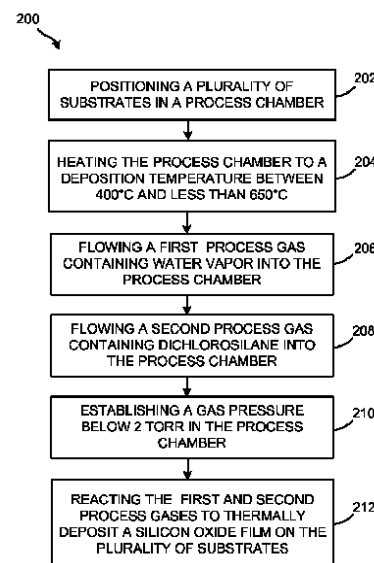 200
POSITIONING A PLURALITY OF
SUBSTRATES IN A PROCESS CHAMBER
202
HEATING THE PROCESS CHAMBER TO A
DEPOSITION TEMPERATURE BETWEEN
400°C AND LESS THAN 650°C
204
FLOWING A FIRST PROCESS GAS
CONTAINING WATER VAPOR INTO THE
PROCESS CHAMBER
206
FLOWING A SECOND PROCESS GAS
CONTAINING DICHLOROSILANE INTO
THE PROCESS CHAMBER
208
ESTABLISHING A GAS PRESSURE
BELOW 2 TORR IN THE PROCESS
CHAMBER
210
REACTING THE FIRST AND SECOND
PROCESS GASES TO THERMALLY
DEPOSIT A SILICON OXIDE FILM ON THE
PLURALITY OF SUBSTRATES
212